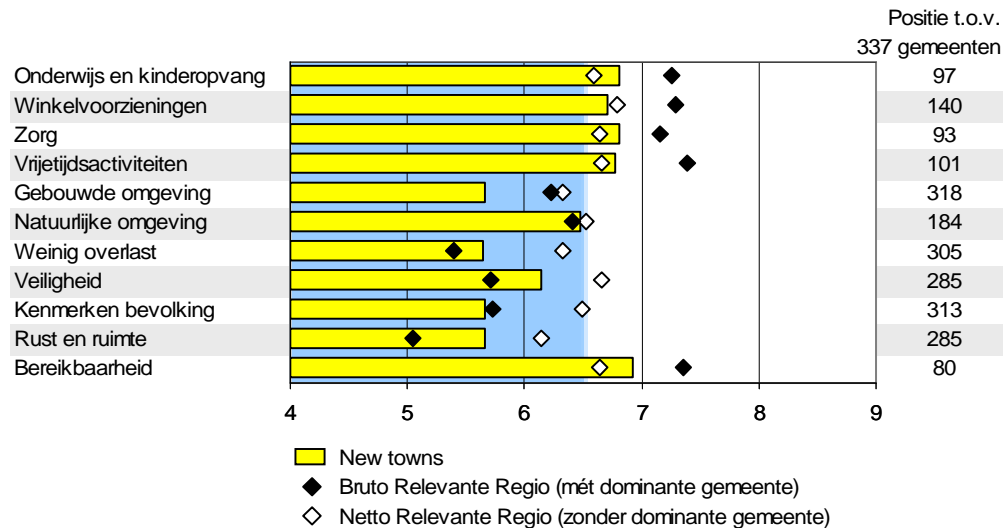 Positie t.o.v.
337 gemeenten
Onderwijs en kinderopvang 97
Winkelvoorzieningen 140
Zorg 93
Vrijetijdsactiviteiten 101
Gebouwde omgeving 318
Natuurlijke omgeving 184
Weinig overlast 305
Veiligheid 285
Kenmerken bevolking 313
Rust en ruimte 285
Bereikbaarheid 80
4 5 6 7 8 9
New towns
Bruto Relevante Regio (mét dominante gemeente)
Netto Relevante Regio (zonder dominante gemeente)